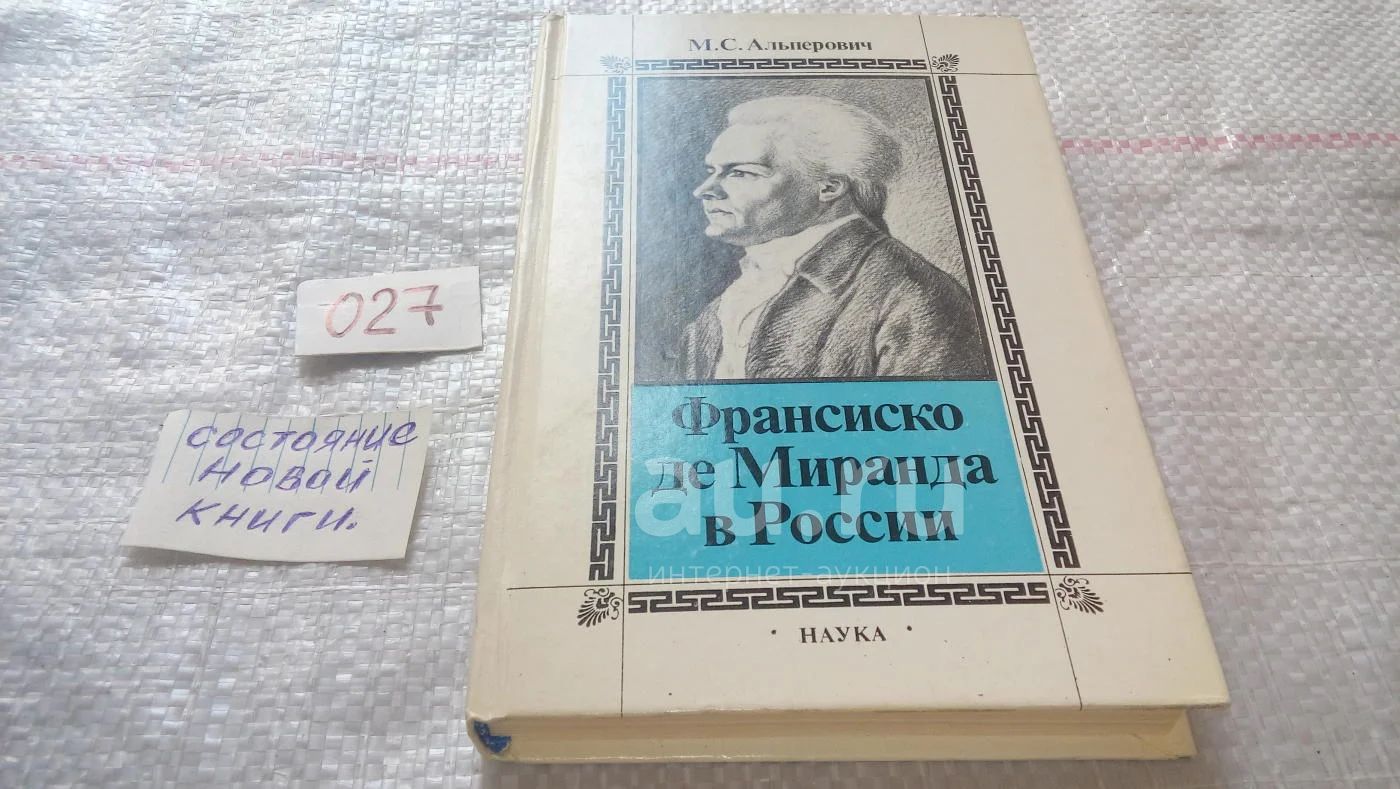 М.С.Альперович
Франсиско
де Миранда
в России
· НАУКА ·
027
состояние
новой
книги.
au.ru
интернет-аукцион